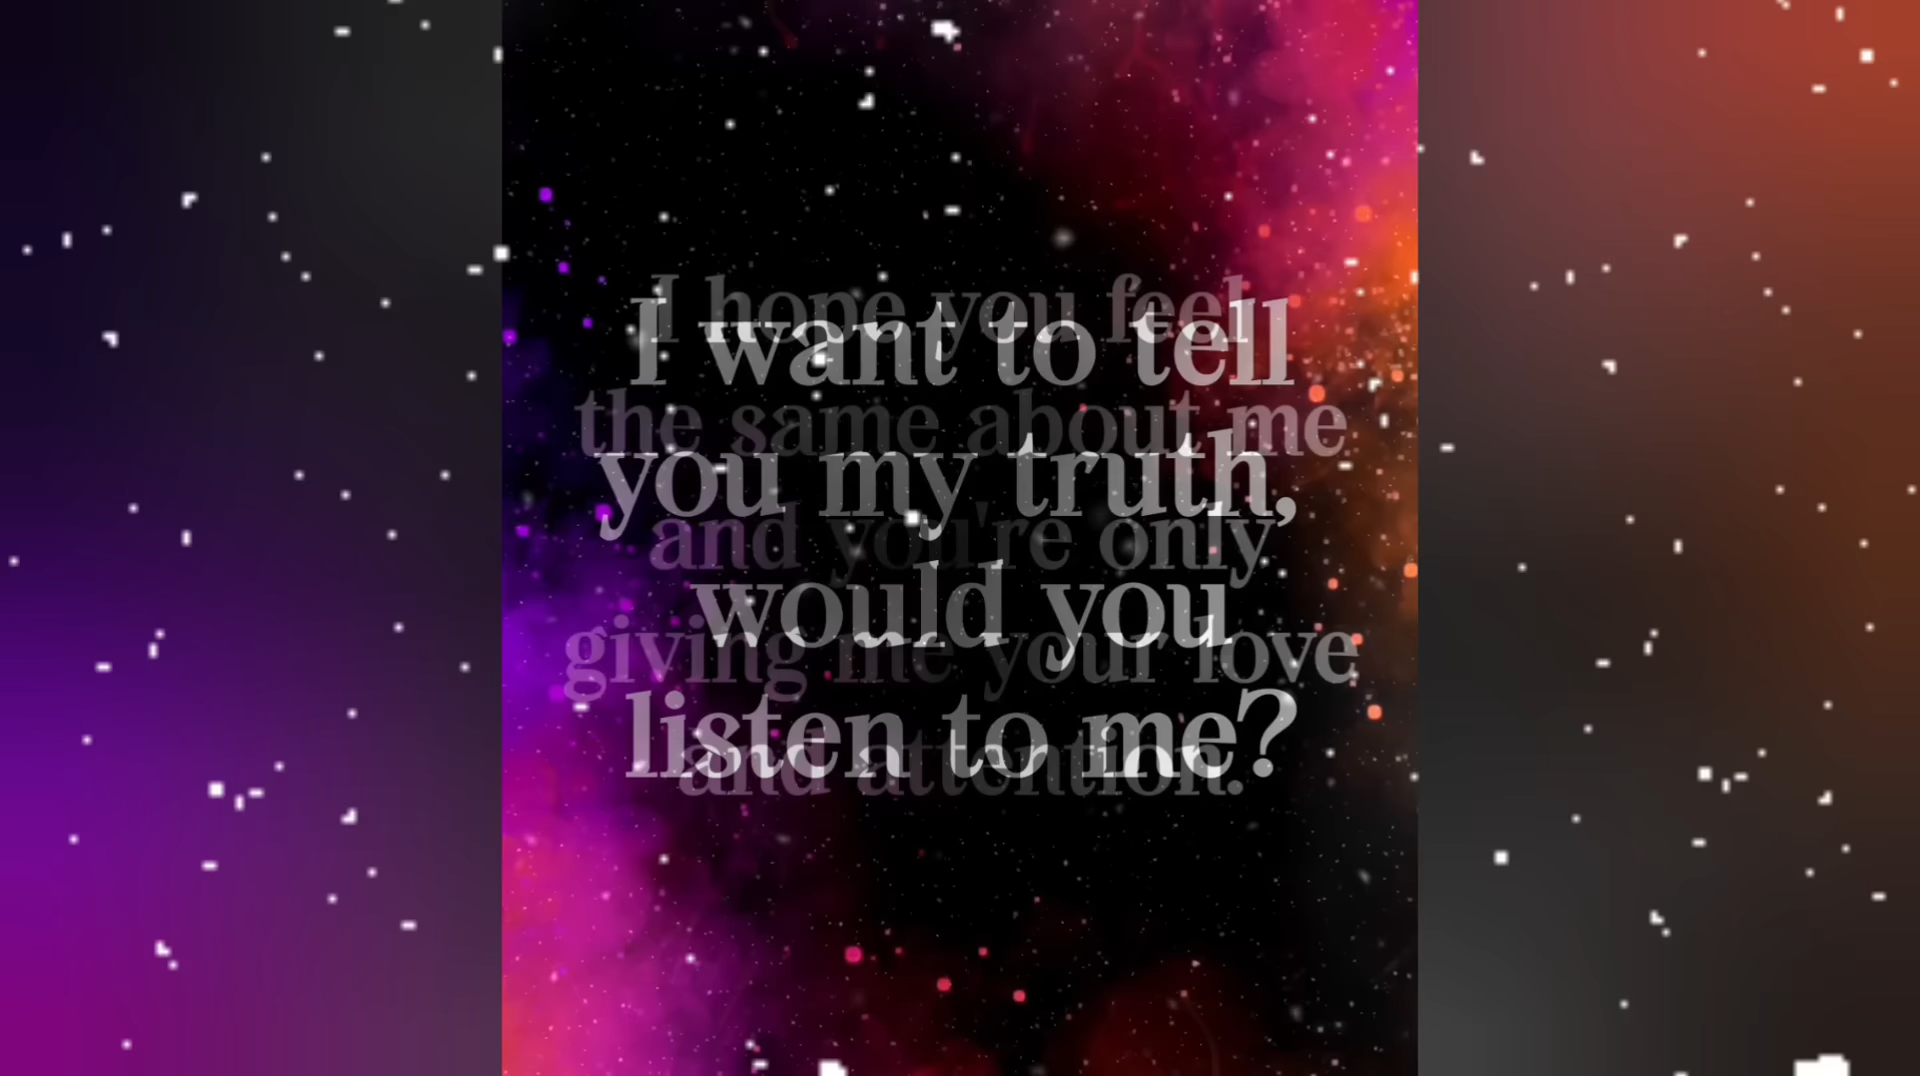 I hope you feel
the same about me
and you're only
giving me your love
and attention.
I want to tell
you my truth,
would you
listen to me?